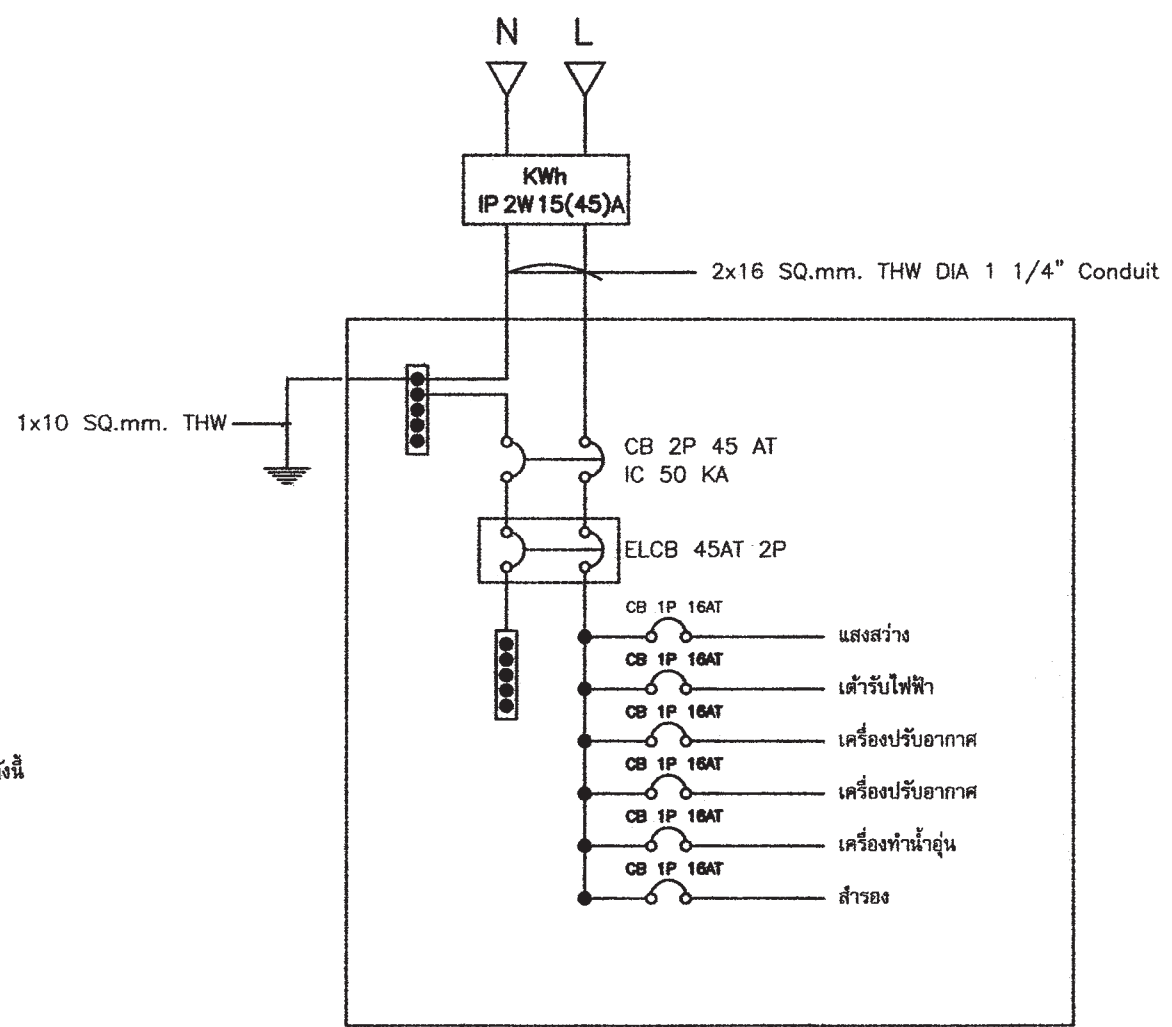 N L
KWh
IP 2W 15(45)A
2x16 SQ.mm. THW DIA 1 1/4" Conduit
1x10 SQ.mm. THW
CB 2P 45 AT
IC 50 KA
ELCB 45AT 2P
CB 1P 16AT
แสงสว่าง
CB 1P 16AT
เต้ารับไฟฟ้า
CB 1P 16AT
เครื่องปรับอากาศ
CB 1P 16AT
เครื่องปรับอากาศ
CB 1P 16AT
เครื่องทำน้ำอุ่น
CB 1P 16AT
สำรอง